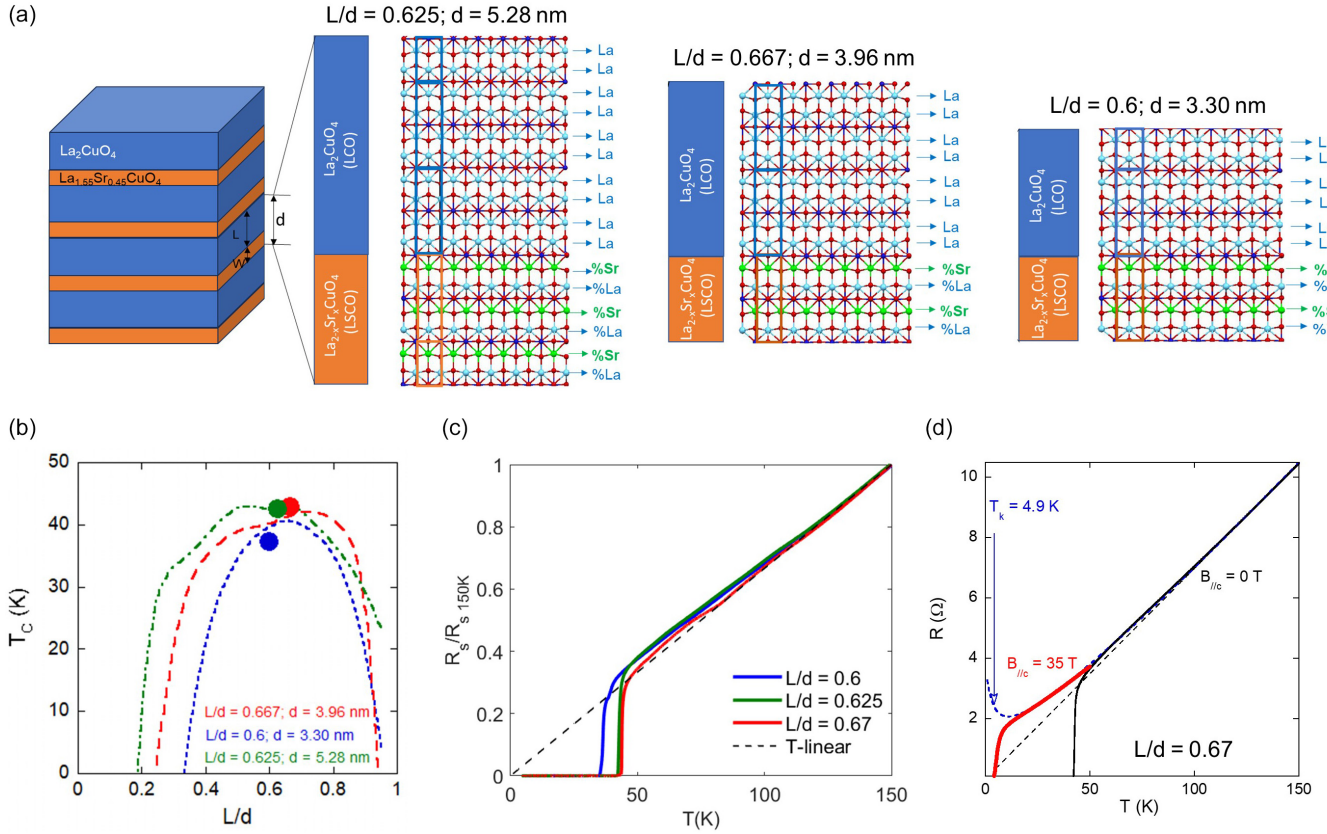 (a)
L/d = 0.625; d = 5.28 nm
L/d = 0.667; d = 3.96 nm
L/d = 0.6; d = 3.30 nm
La₂CuO₄
La₁.₅₅Sr₀.₄₅CuO₄
d
L
W
La₂CuO₄
(LCO)
La₂₋ₓSrₓCuO₄
(LSCO)
La
La
La
La
La
La
La
La
La
La
%Sr
%La
%Sr
%La
%Sr
%La
La₂CuO₄
(LCO)
La₂₋ₓSrₓCuO₄
(LSCO)
La
La
La
La
La
La
La
La
%Sr
%La
%Sr
%La
La₂CuO₄
(LCO)
La₂₋ₓSrₓCuO₄
(LSCO)
L
L
L
L
L
L
%
%
%
%
(b)
50
40
30
20
10
0
T_C (K)
0
0.2
0.4
0.6
0.8
1
L/d
L/d = 0.667; d = 3.96 nm
L/d = 0.6; d = 3.30 nm
L/d = 0.625; d = 5.28 nm
(c)
1
0.8
0.6
0.4
0.2
0
R_s/R_s 150K
0
50
100
150
T(K)
L/d = 0.6
L/d = 0.625
L/d = 0.67
T-linear
(d)
10
8
6
4
2
R (Ω)
T_k = 4.9 K
B_//c = 0 T
B_//c = 35 T
L/d = 0.67
0
50
100
150
T (K)